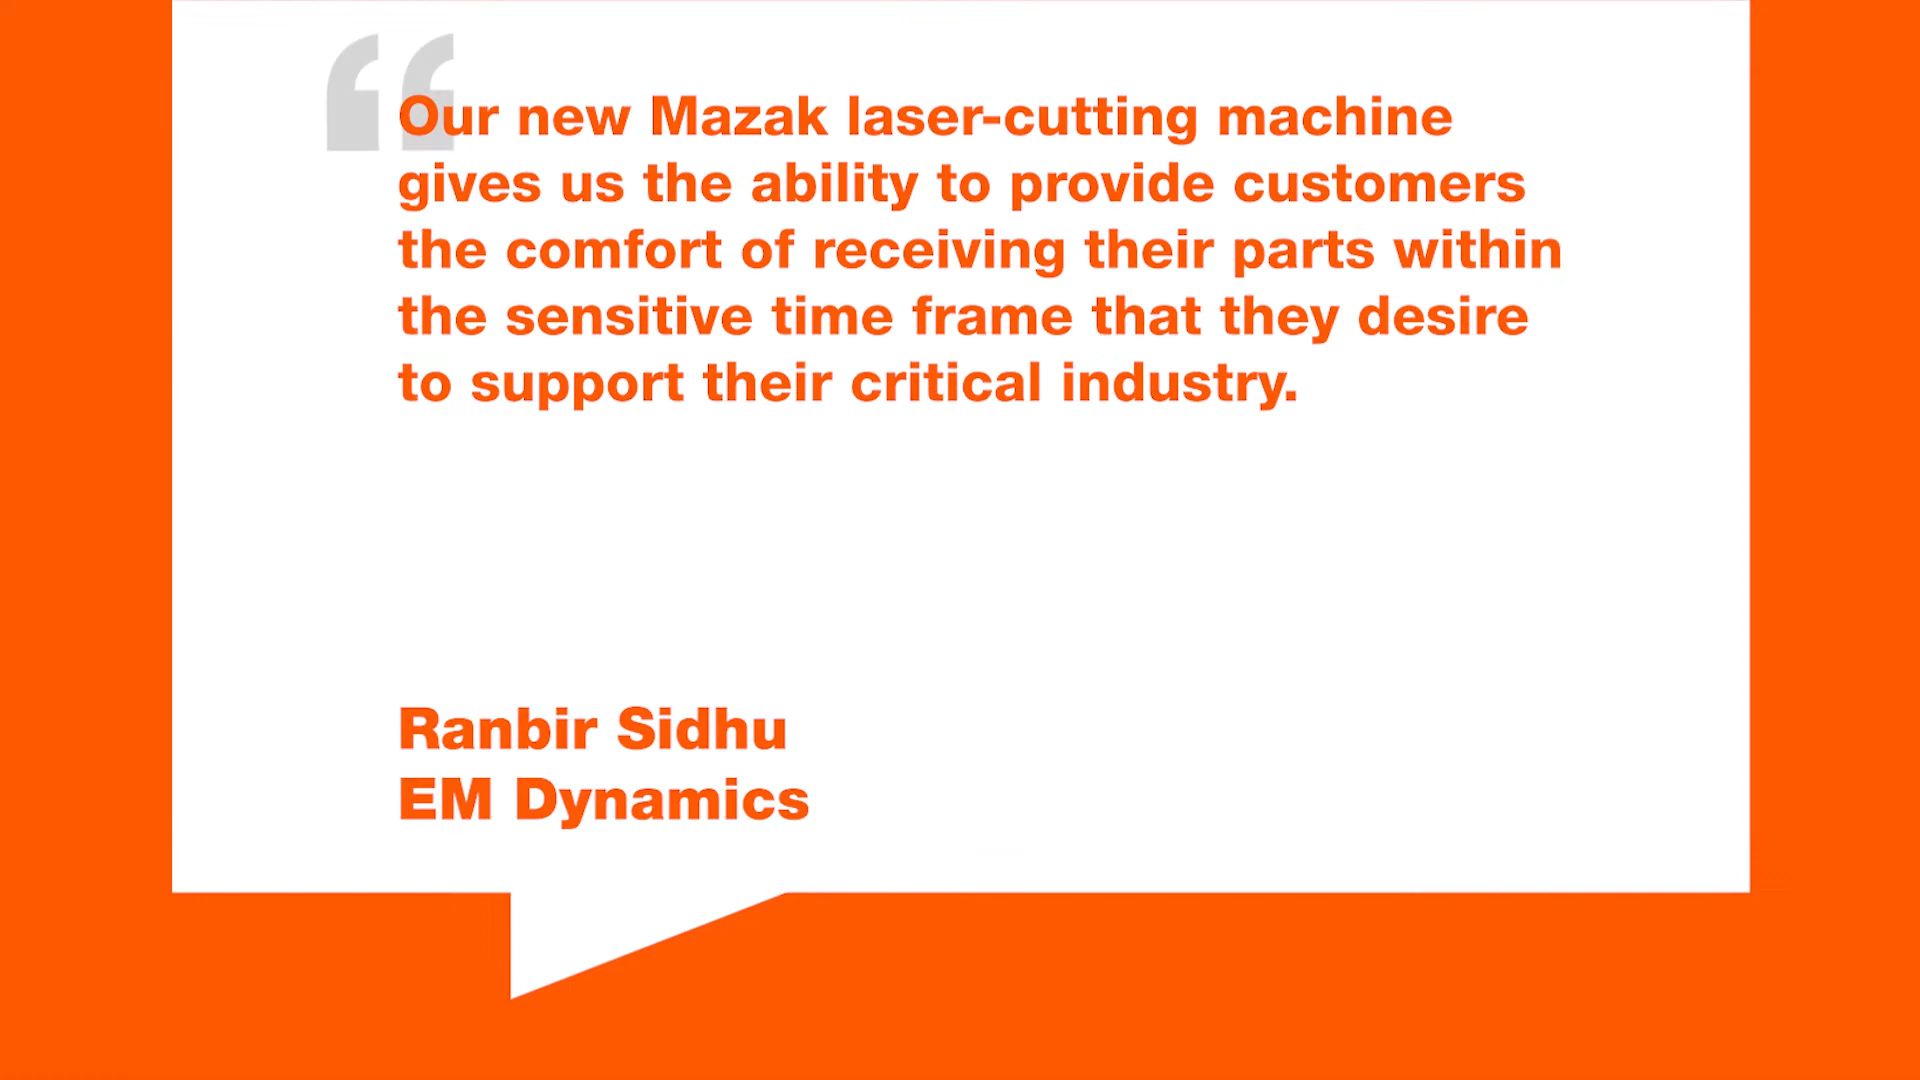 “
Our new Mazak laser-cutting machine
gives us the ability to provide customers
the comfort of receiving their parts within
the sensitive time frame that they desire
to support their critical industry.
Ranbir Sidhu
EM Dynamics